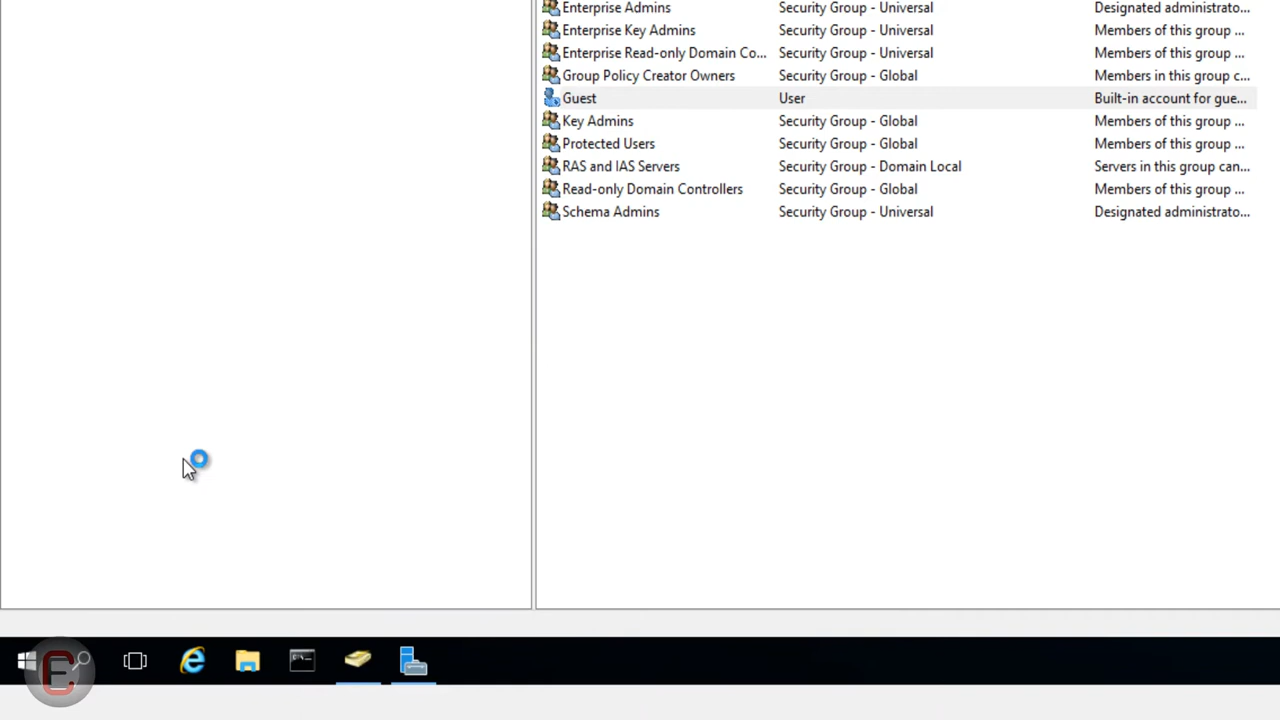 Enterprise Admins Security Group - Universal Designated administrato...
Enterprise Key Admins Security Group - Universal Members of this group ...
Enterprise Read-only Domain Co... Security Group - Universal Members of this group ...
Group Policy Creator Owners Security Group - Global Members in this group c...
Guest User Built-in account for gue...
Key Admins Security Group - Global Members of this group ...
Protected Users Security Group - Global Members of this group ...
RAS and IAS Servers Security Group - Domain Local Servers in this group can...
Read-only Domain Controllers Security Group - Global Members of this group ...
Schema Admins Security Group - Universal Designated administrato...